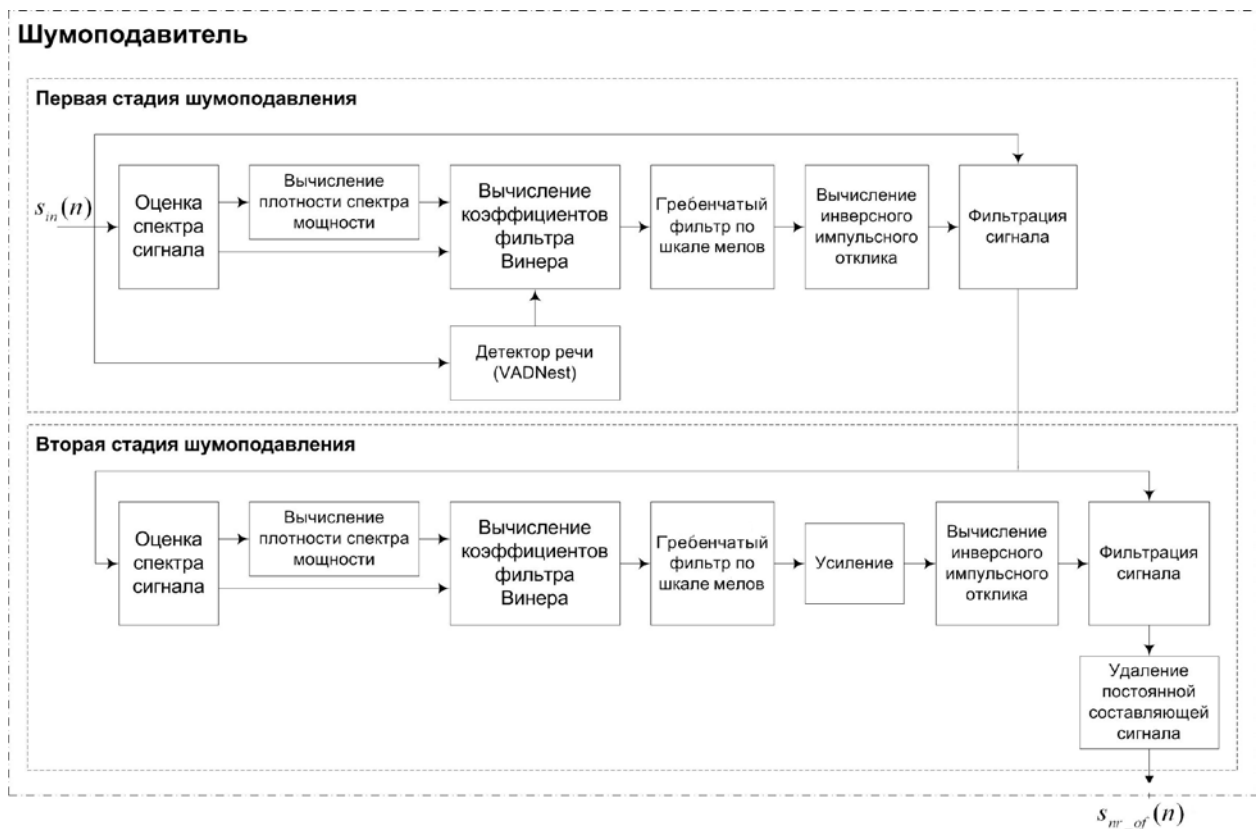 Шумоподавитель
Первая стадия шумоподавления
s_in(n)
Оценка
спектра
сигнала
Вычисление
плотности спектра
мощности
Вычисление
коэффициентов
фильтра
Винера
Гребенчатый
фильтр по
шкале мелов
Вычисление
инверсного
импульсного
отклика
Фильтрация
сигнала
Детектор речи
(VADNest)
Вторая стадия шумоподавления
Оценка
спектра
сигнала
Вычисление
плотности спектра
мощности
Вычисление
коэффициентов
фильтра
Винера
Гребенчатый
фильтр по
шкале мелов
Усиление
Вычисление
инверсного
импульсного
отклика
Фильтрация
сигнала
Удаление
постоянной
составляющей
сигнала
s_nr_of(n)